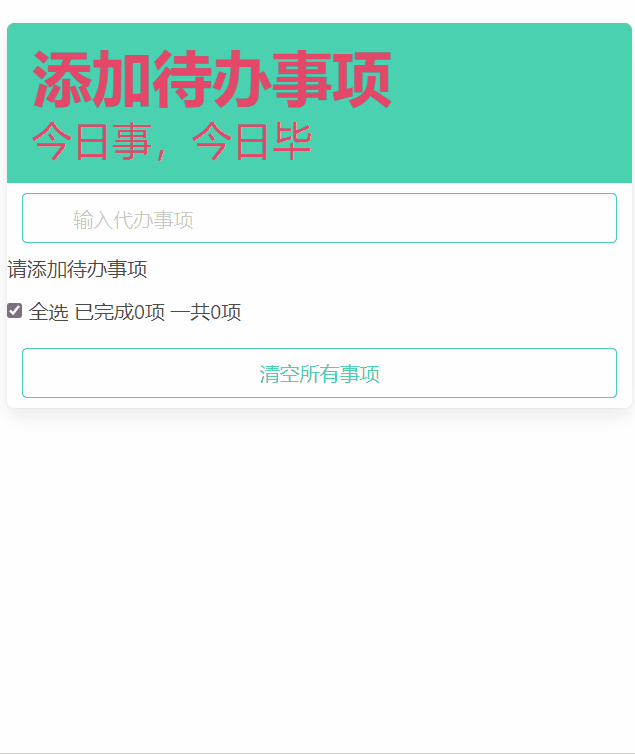 添加待办事项
今日事，今日毕
输入代办事项
请添加待办事项
全选 已完成0项 一共0项
清空所有事项